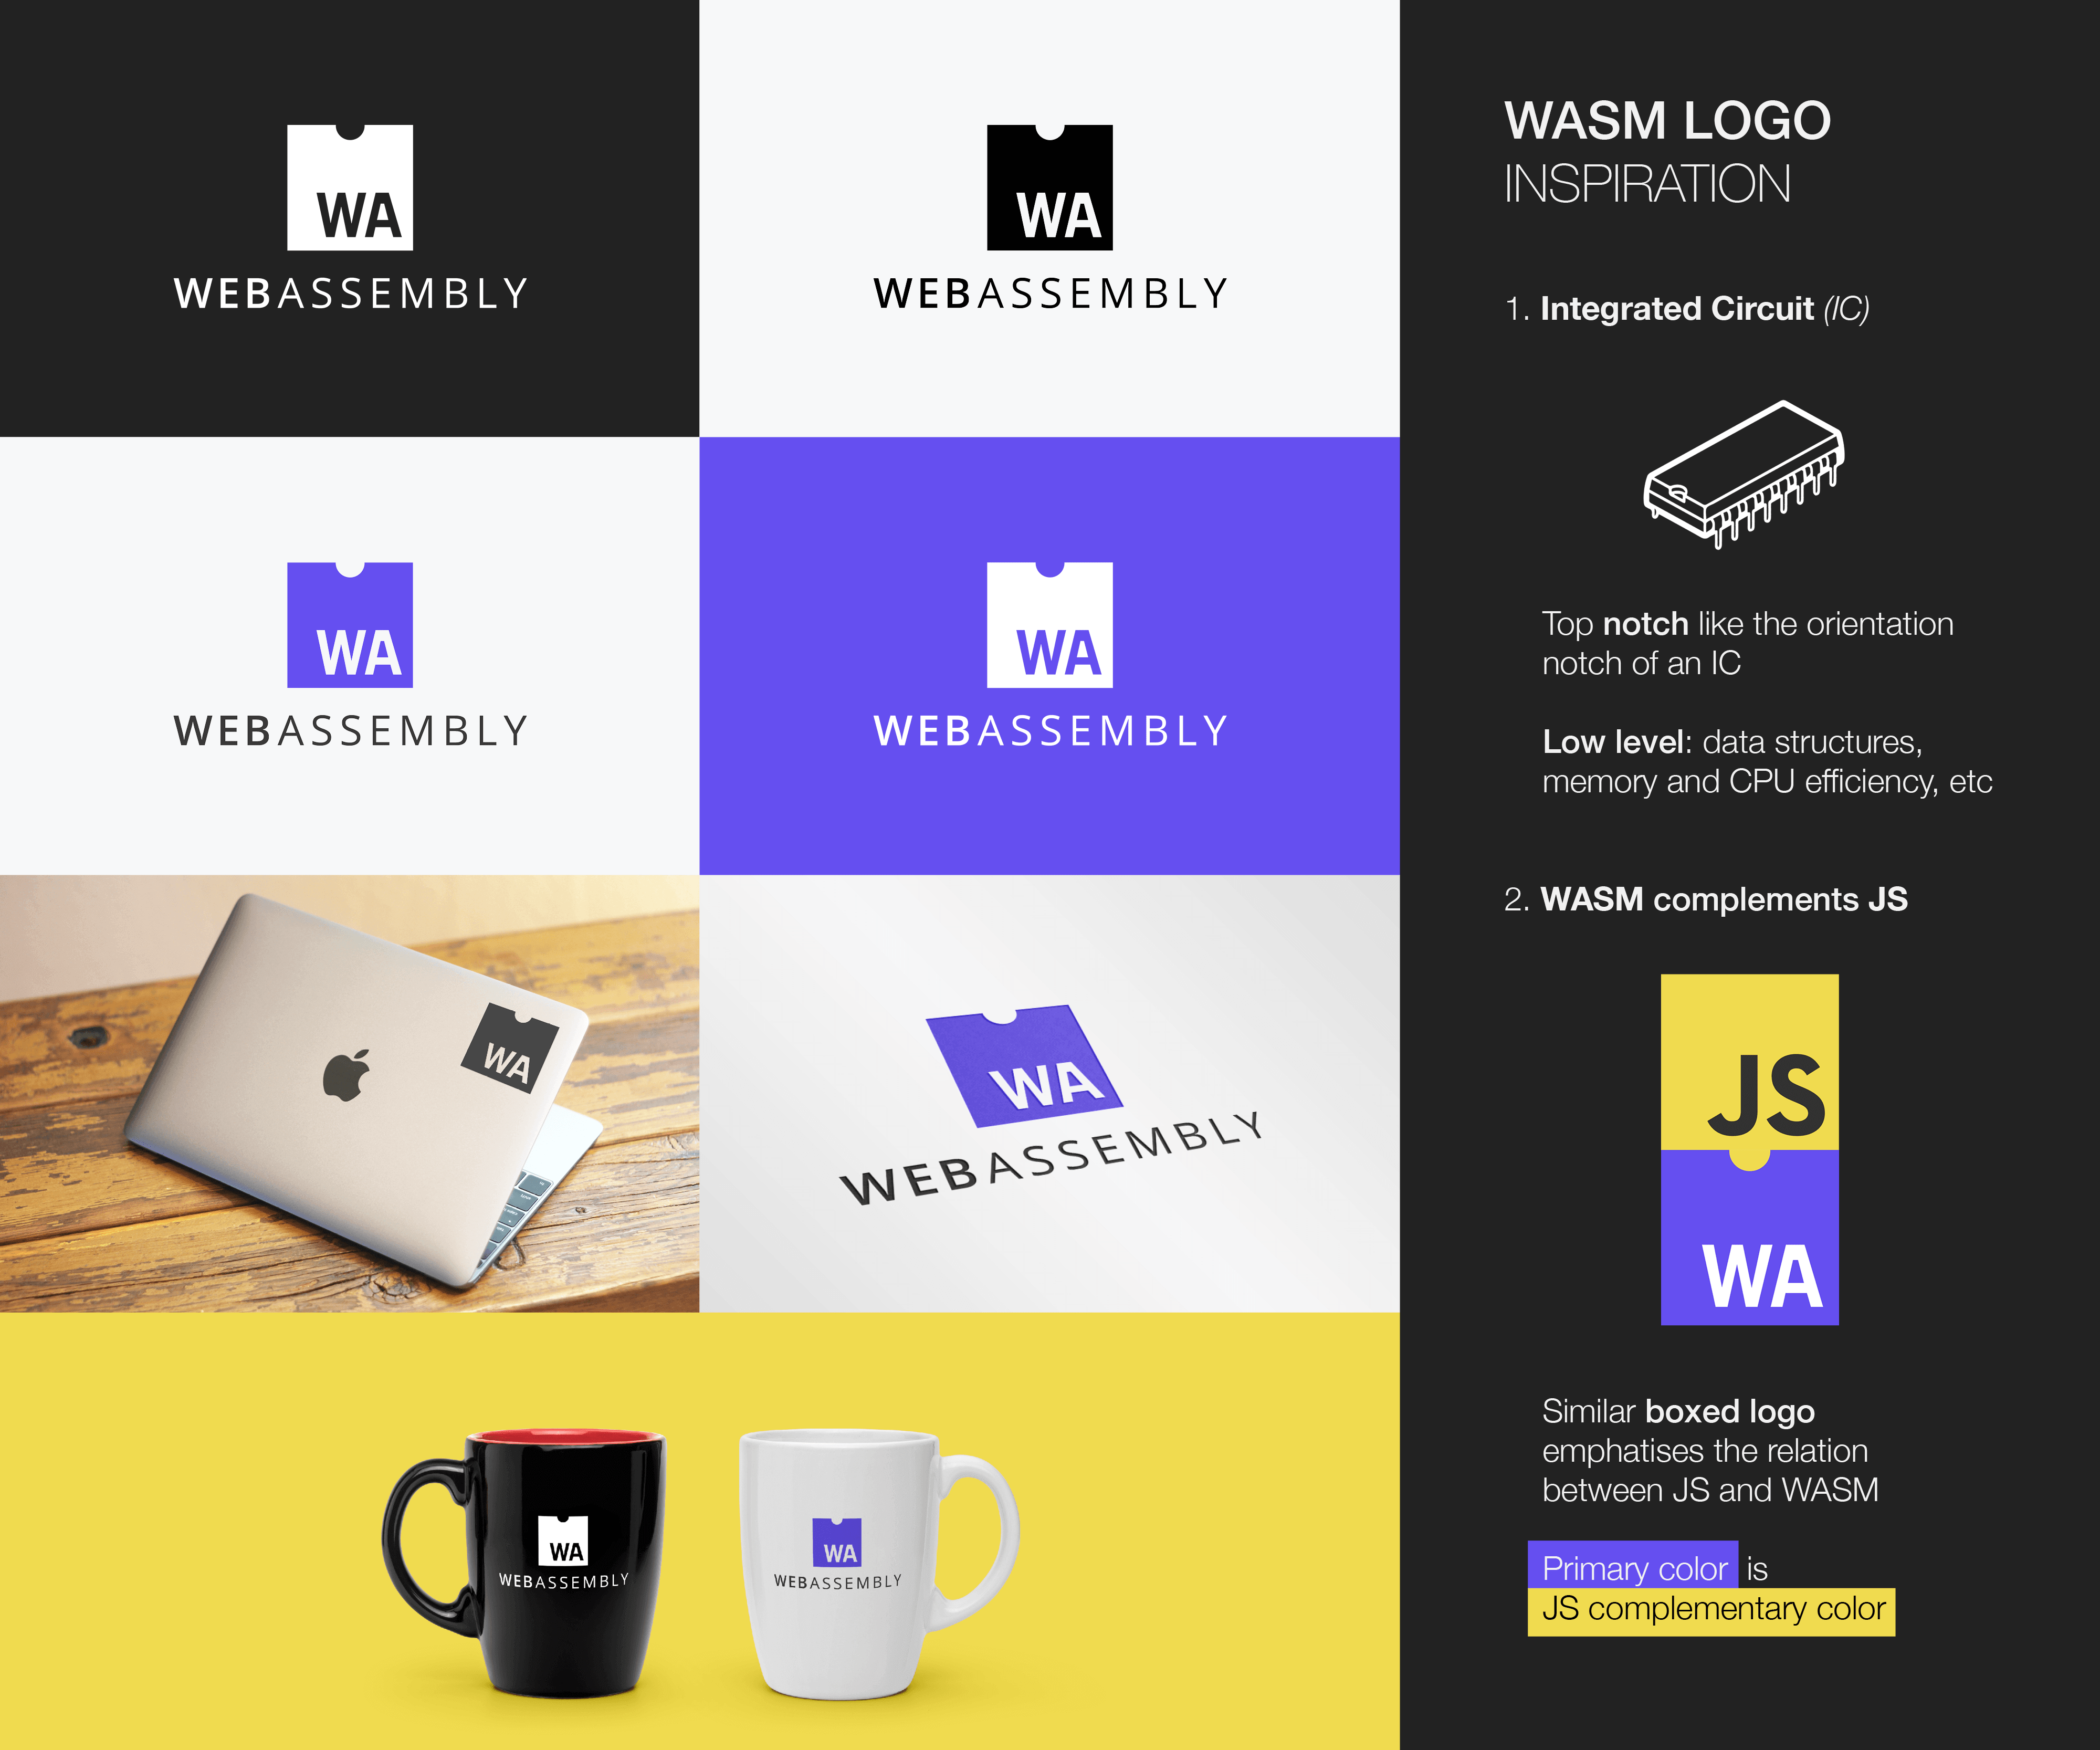 WA
WEBASSEMBLY
WA
WEBASSEMBLY
WA
WEBASSEMBLY
WA
WEBASSEMBLY
WA
WA
WEBASSEMBLY
WA
WEBASSEMBLY
WA
WEBASSEMBLY
WASM LOGO
INSPIRATION
1. Integrated Circuit (IC)
Top notch like the orientation
notch of an IC
Low level: data structures,
memory and CPU efficiency, etc
2. WASM complements JS
JS
WA
Similar boxed logo
emphatises the relation
between JS and WASM
Primary color is
JS complementary color